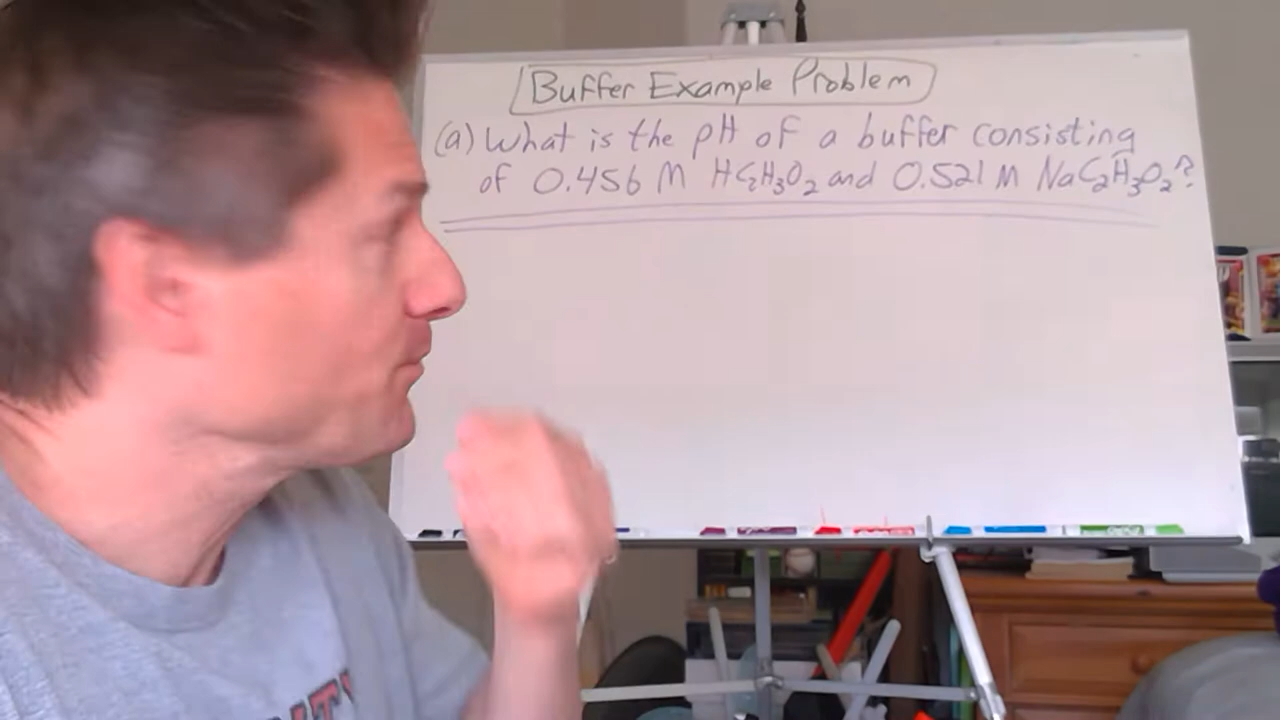 Buffer Example Problem
(a) What is the pH of a buffer consisting
of 0.456 M HC₂H₃O₂ and 0.521 M NaC₂H₃O₂?